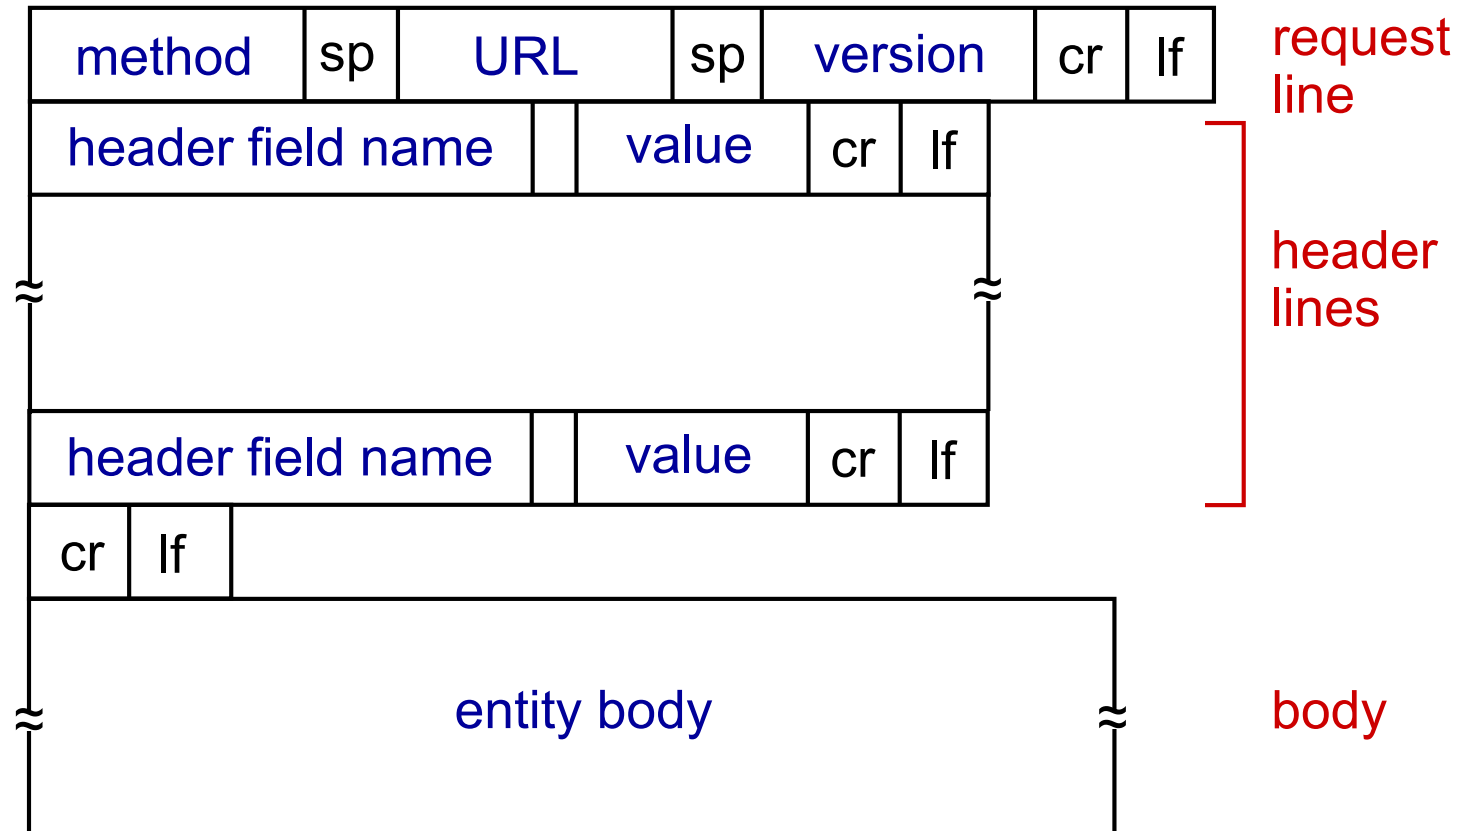 method sp URL sp version cr lf
request
line
header field name value cr lf
header
lines
header field name value cr lf
cr lf
entity body
body